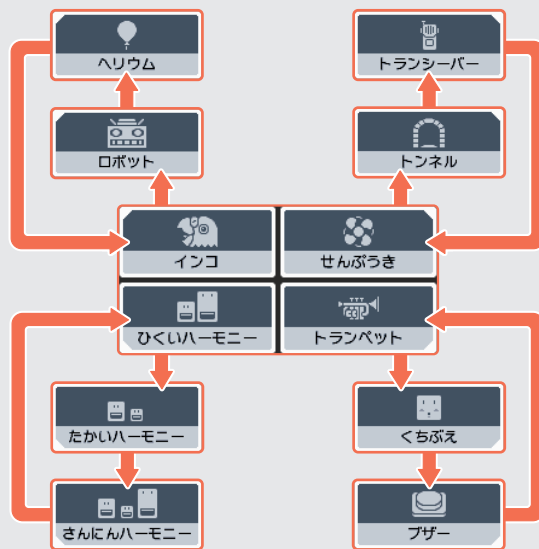 ヘリウム
トランシーバー
ロボット
トンネル
インコ
せんぷうき
ひくいハーモニー
トランペット
たかいハーモニー
くちぶえ
さんにんハーモニー
ブザー